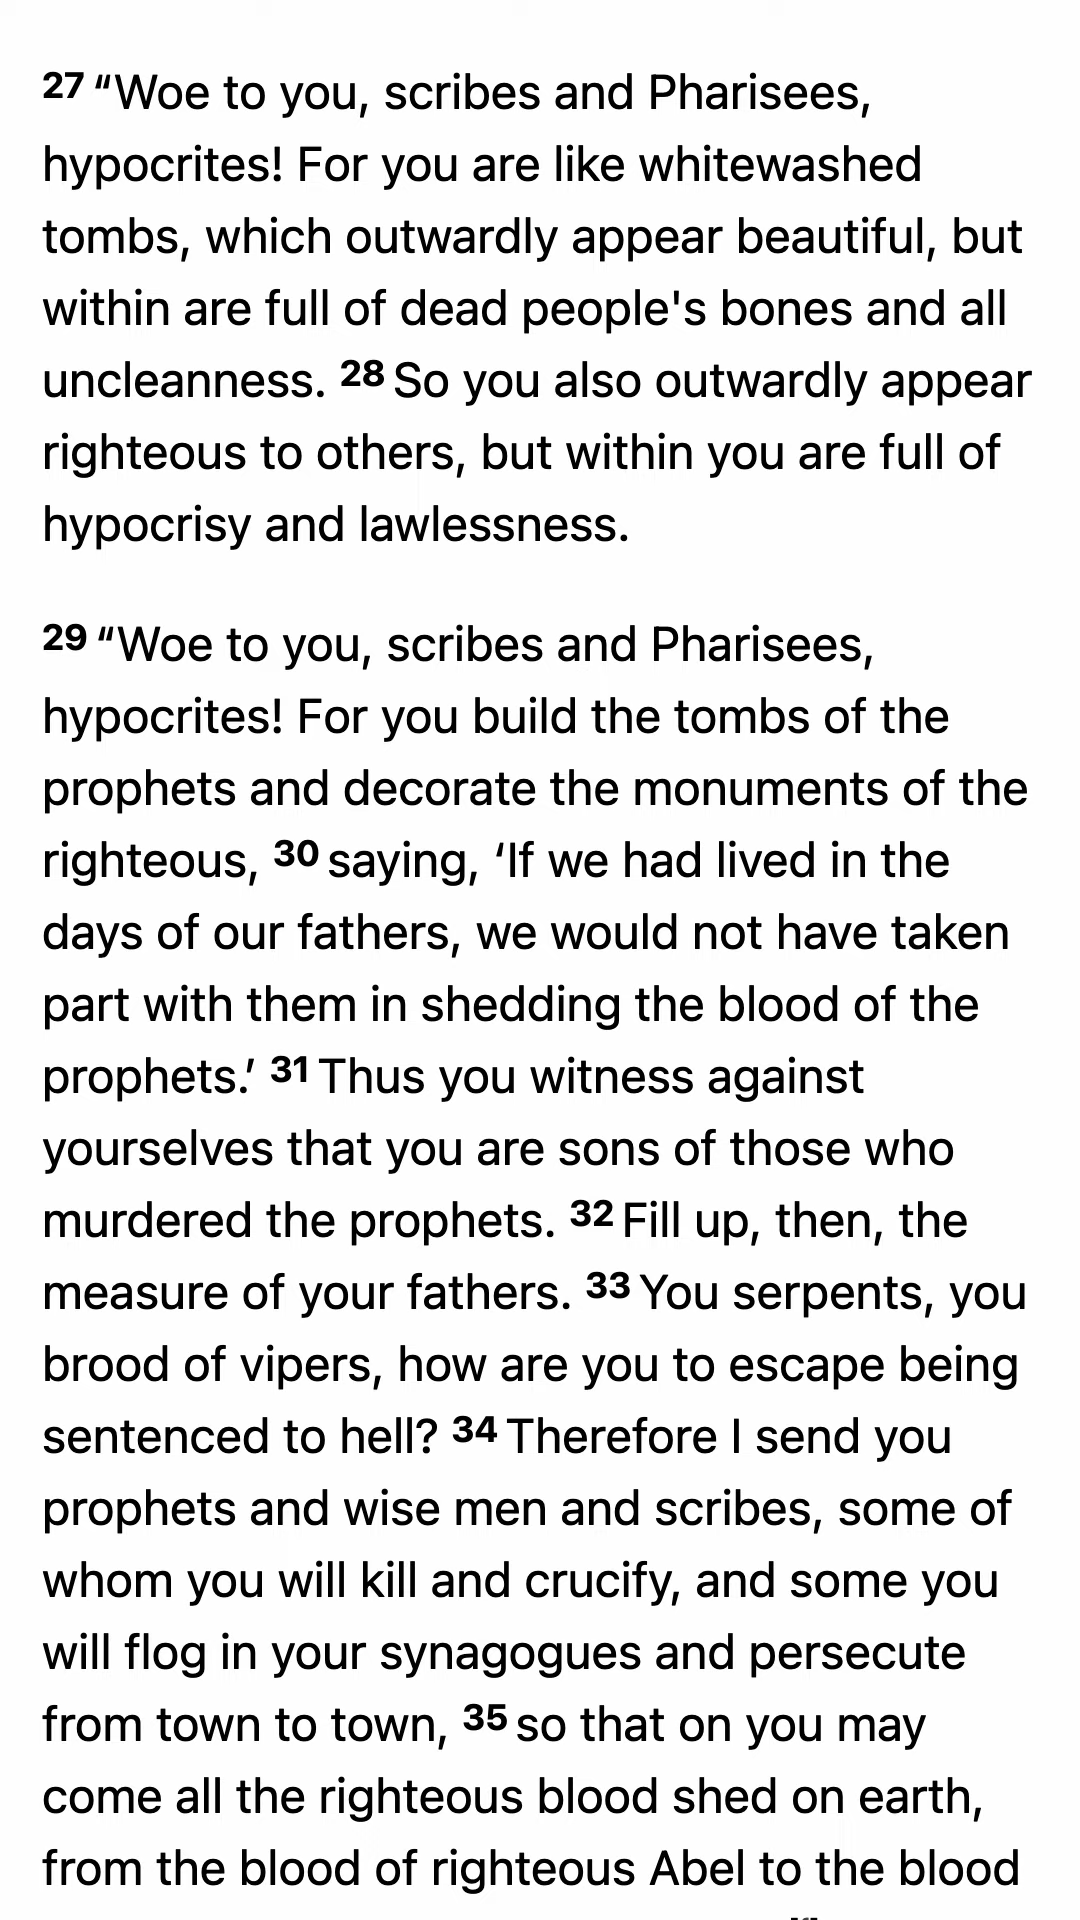 27 “Woe to you, scribes and Pharisees,
hypocrites! For you are like whitewashed
tombs, which outwardly appear beautiful, but
within are full of dead people's bones and all
uncleanness. 28 So you also outwardly appear
righteous to others, but within you are full of
hypocrisy and lawlessness.
29 “Woe to you, scribes and Pharisees,
hypocrites! For you build the tombs of the
prophets and decorate the monuments of the
righteous, 30 saying, ‘If we had lived in the
days of our fathers, we would not have taken
part with them in shedding the blood of the
prophets.’ 31 Thus you witness against
yourselves that you are sons of those who
murdered the prophets. 32 Fill up, then, the
measure of your fathers. 33 You serpents, you
brood of vipers, how are you to escape being
sentenced to hell? 34 Therefore I send you
prophets and wise men and scribes, some of
whom you will kill and crucify, and some you
will flog in your synagogues and persecute
from town to town, 35 so that on you may
come all the righteous blood shed on earth,
from the blood of righteous Abel to the blood